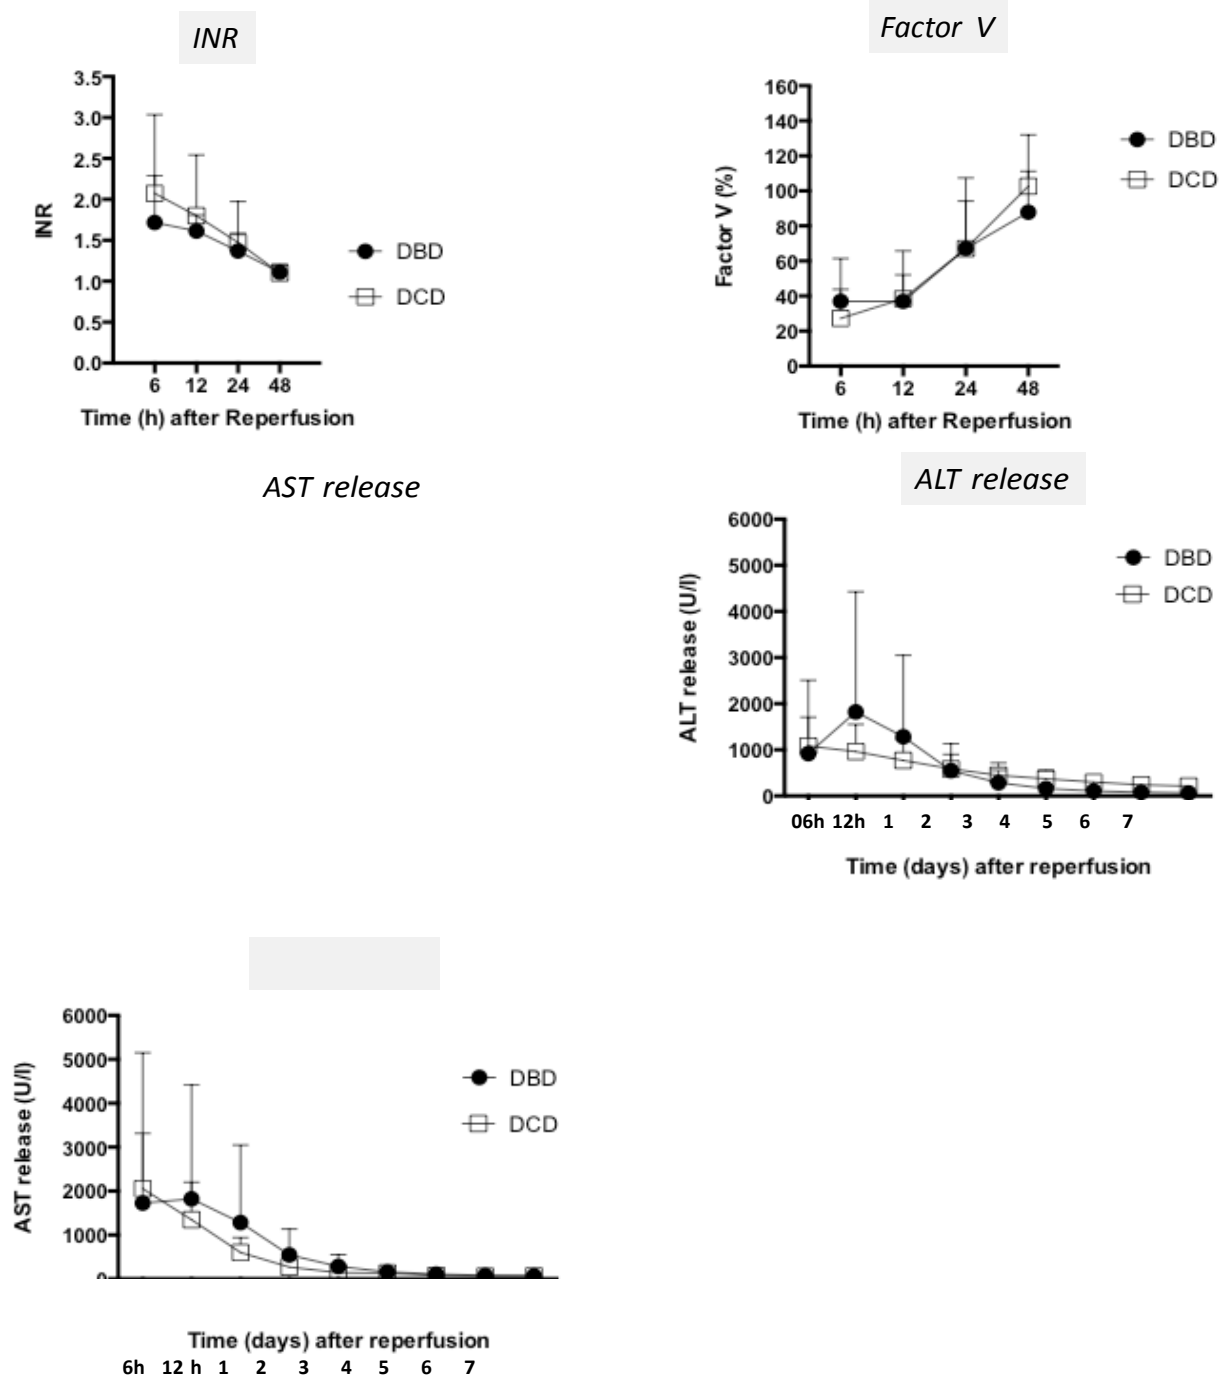 INR
3.5
3.0
2.5
2.0
1.5
1.0
0.5
0.0
INR
6 12 24 48
Time (h) after Reperfusion
DBD
DCD
Factor V
160
140
120
100
80
60
40
20
0
Factor V (%)
6 12 24 48
Time (h) after Reperfusion
DBD
DCD
AST release
ALT release
6000
5000
4000
3000
2000
1000
0
ALT release (U/l)
06h 12h 1 2 3 4 5 6 7
Time (days) after reperfusion
DBD
DCD
6000
5000
4000
3000
2000
1000
0
AST release (U/l)
DBD
DCD
Time (days) after reperfusion
6h 12 h 1 2 3 4 5 6 7